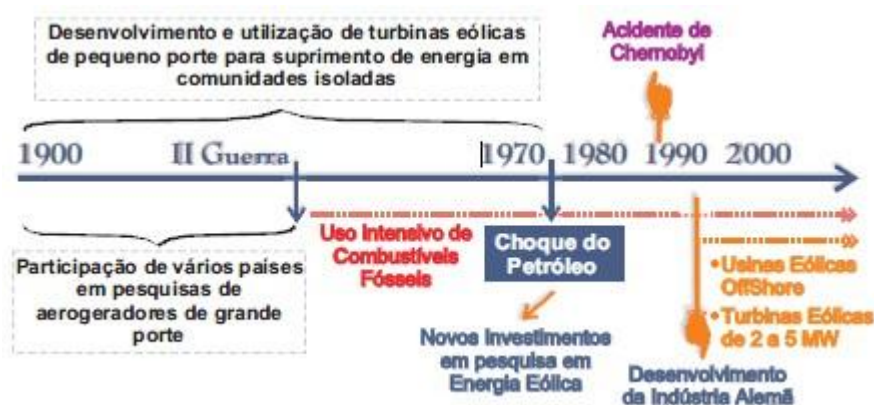 Desenvolvimento e utilização de turbinas eólicas
de pequeno porte para suprimento de energia em
comunidades isoladas
Acidente de
Chernobyl
1900 II Guerra 1970 1980 1990 2000
Uso Intensivo de
Combustíveis
Fósseis
Choque do
Petróleo
Participação de vários países
em pesquisas de
aerogeradores de grande
porte
•Usinas Eólicas
OffShore
•Turbinas Eólicas
de 2 a 5 MW
Novos Investimentos
em pesquisa em
Energia Eólica
Desenvolvimento
da Indústria Alemã